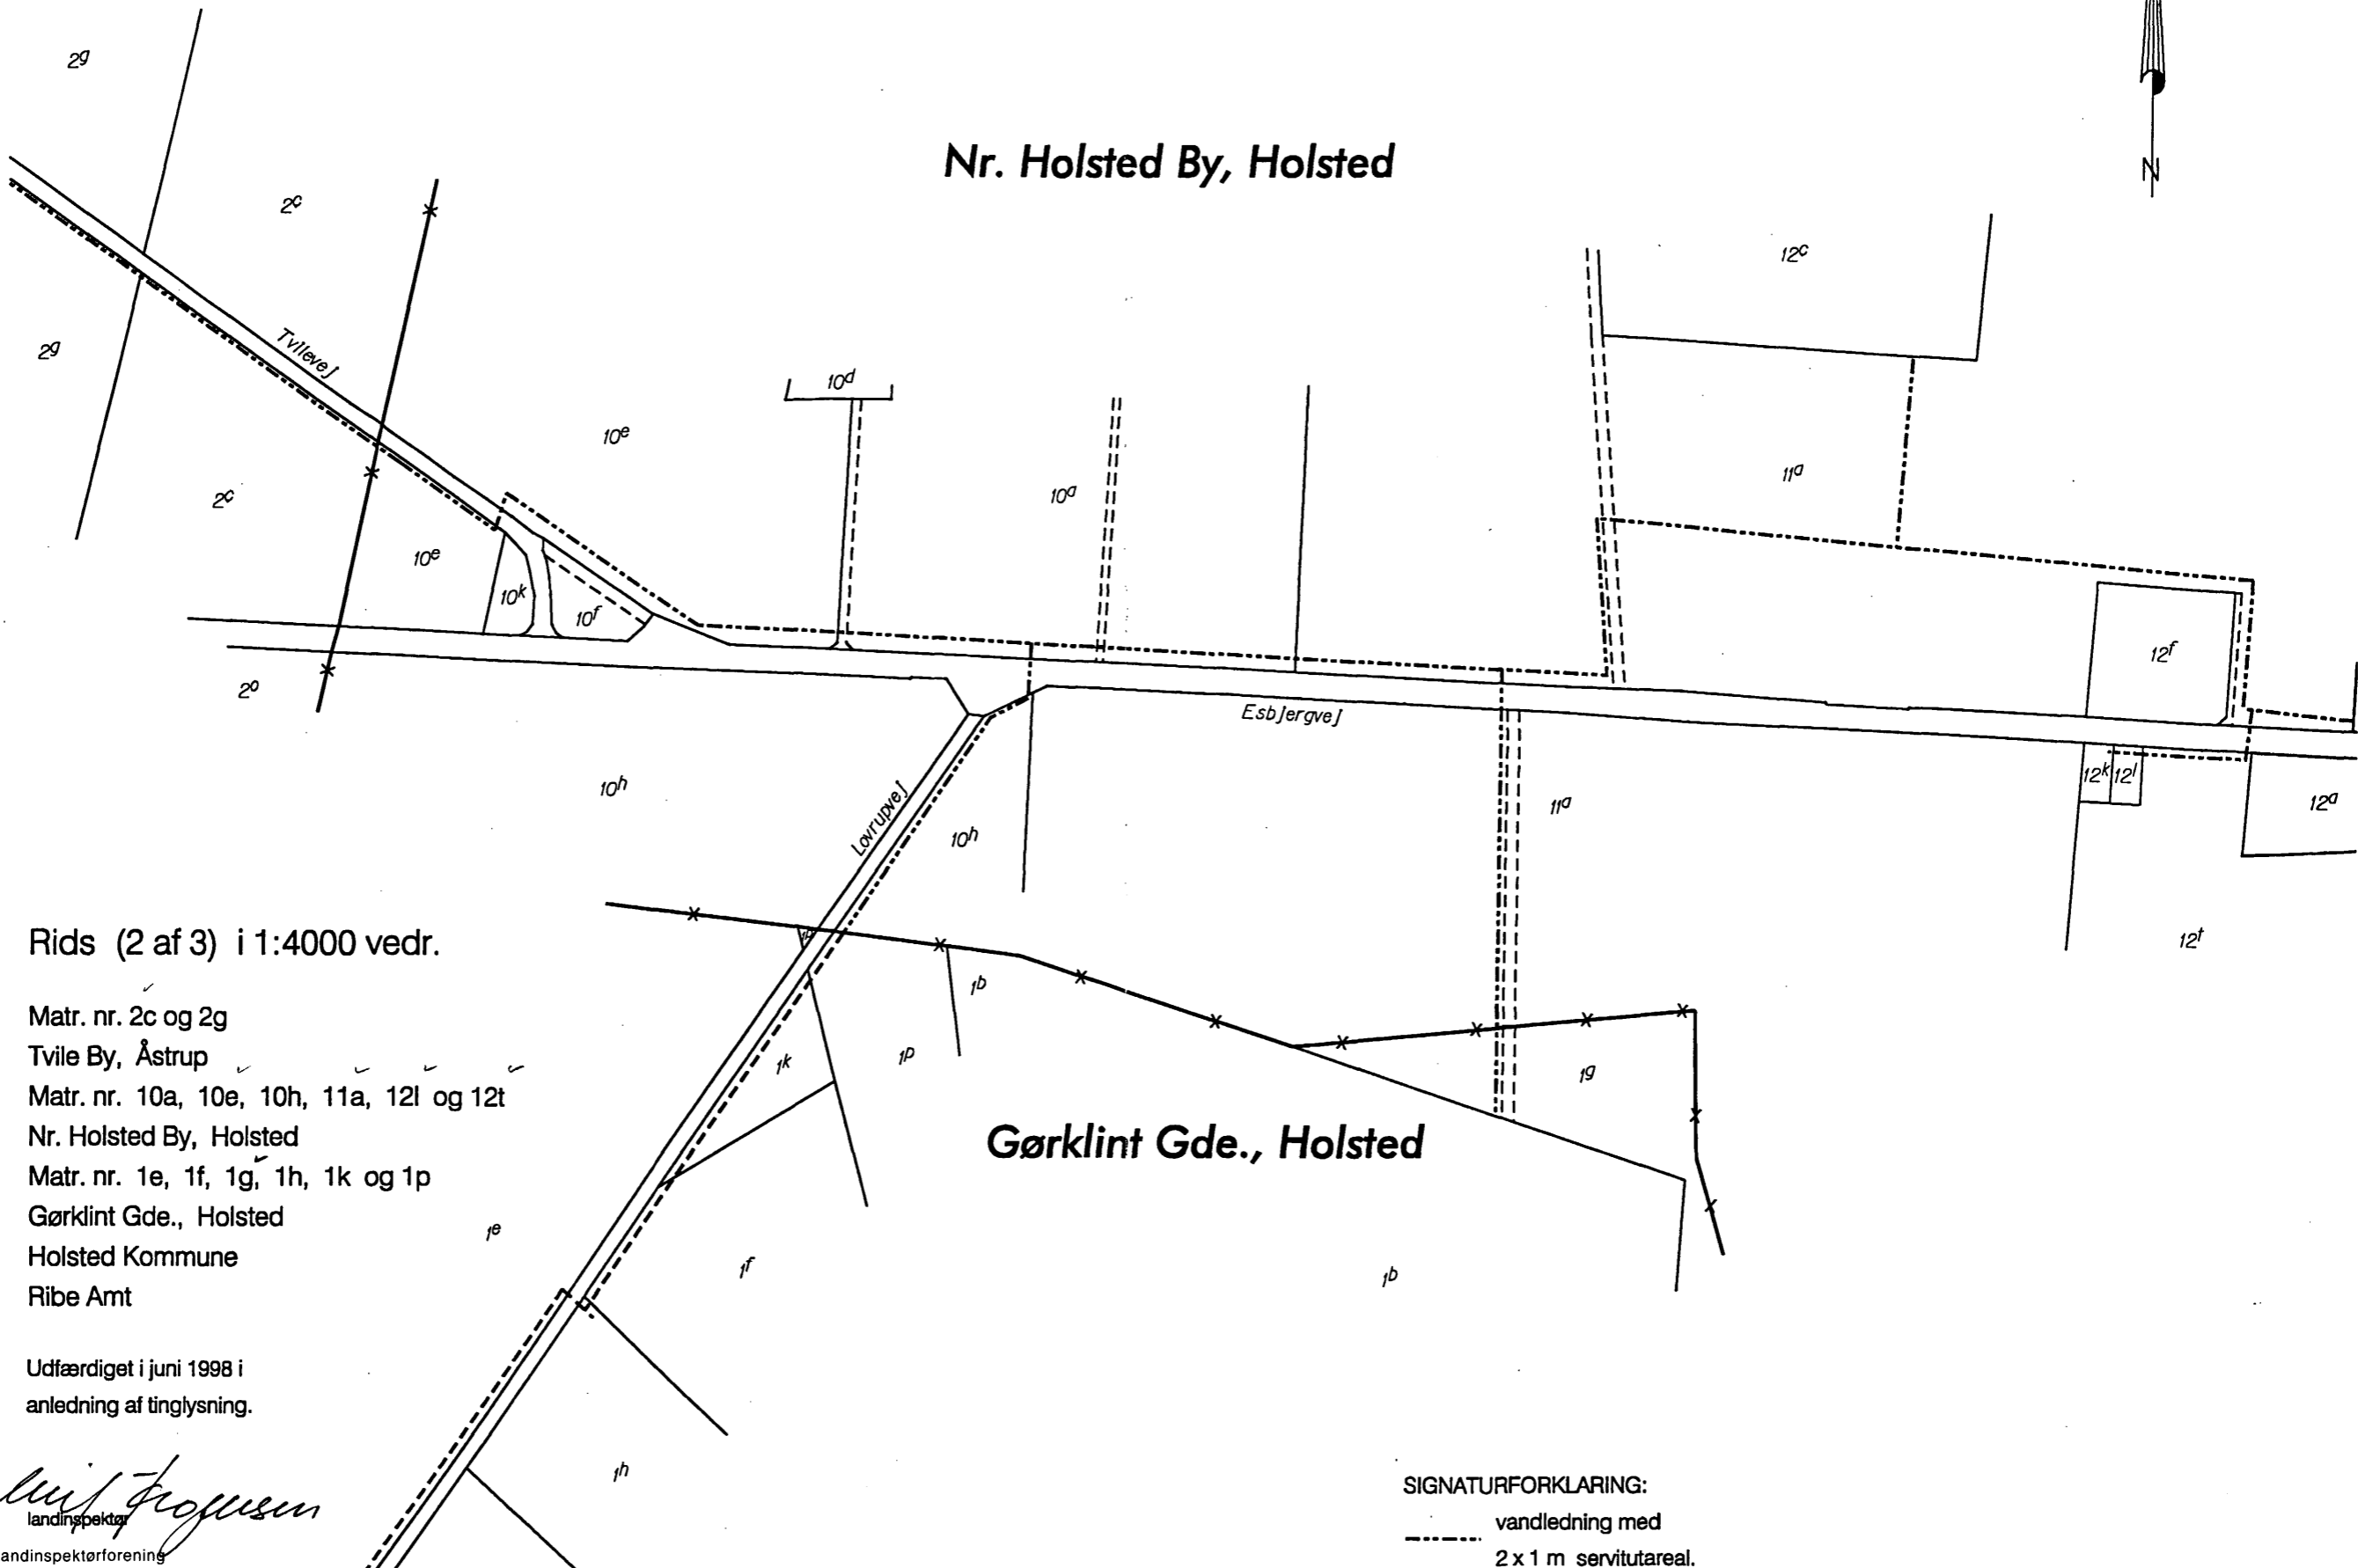 2g
N
Nr. Holsted By, Holsted
2c
12c
2g
Tvilevej
10d
10e
10a
11a
2c
10e
10k
10f
12f
2o
Esbjergvej
12k
12l
12a
10h
Lovrupvej
11a
10h
12t
Rids (2 af 3) i 1:4000 vedr.
1b
Matr. nr. 2c og 2g
Tvile By, Åstrup
1k
1p
1g
Matr. nr. 10a, 10e, 10h, 11a, 12l og 12t
Nr. Holsted By, Holsted
Gørklint Gde., Holsted
Matr. nr. 1e, 1f, 1g, 1h, 1k og 1p
Gørklint Gde., Holsted
1e
Holsted Kommune
1f
1b
Ribe Amt
Udfærdiget i juni 1998 i
anledning af tinglysning.
1h
SIGNATURFORKLARING:
landinspektør
vandledning med
andinspektørforening
2 x 1 m servitutareal.